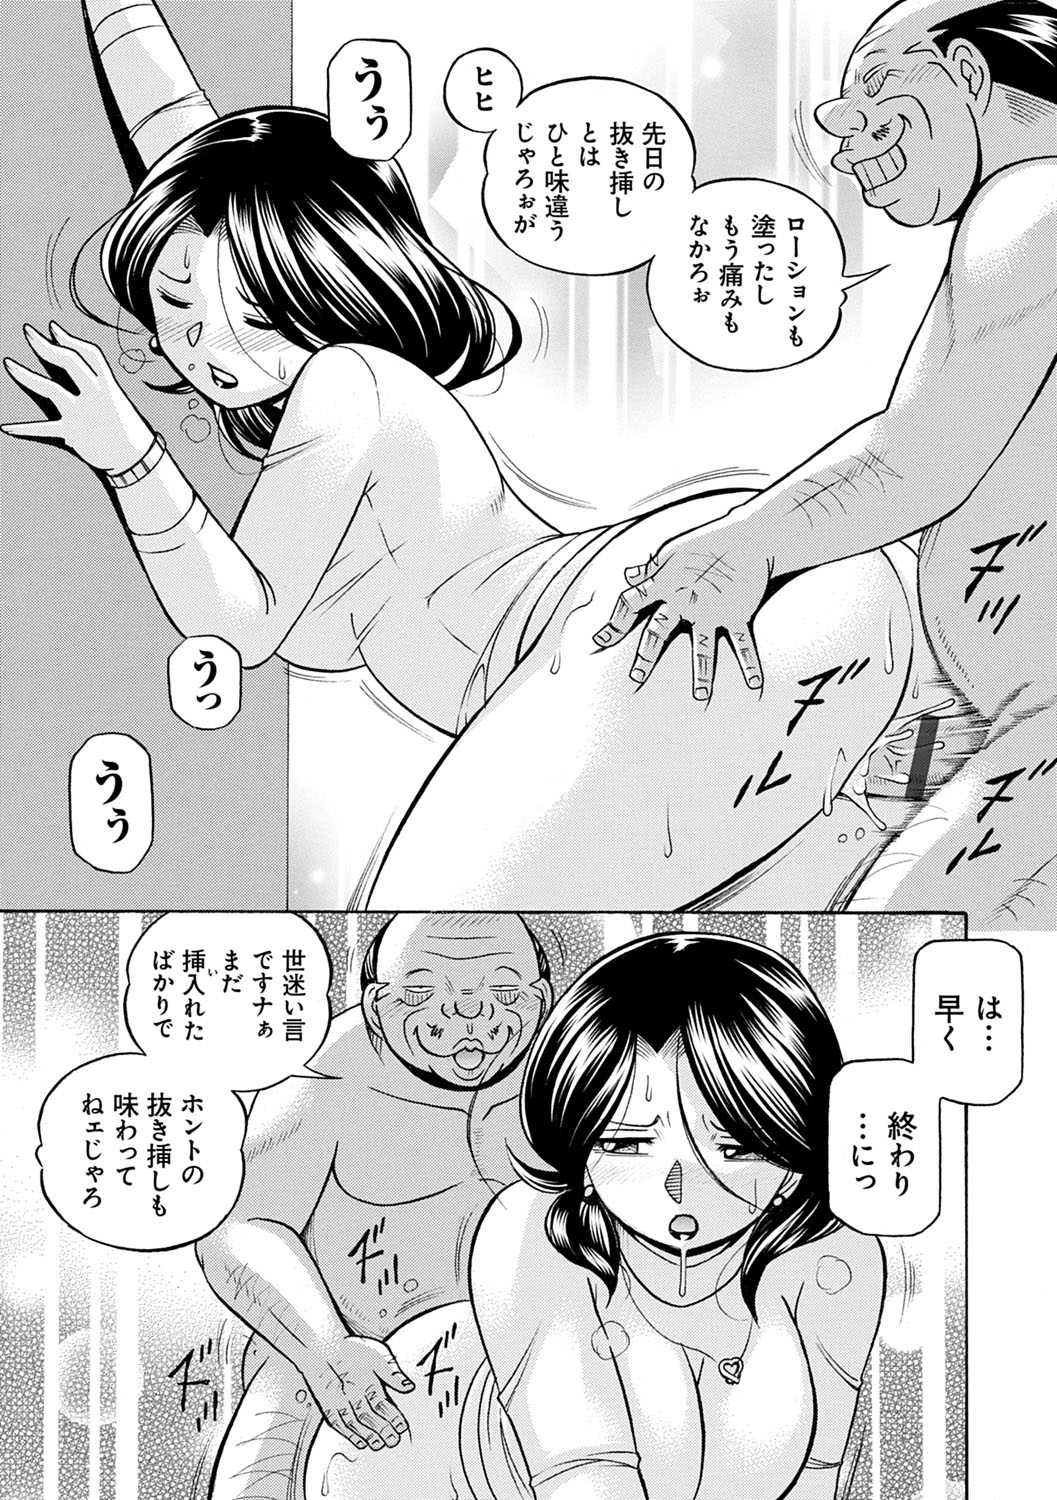 ローションも
塗ったし
もう痛みも
なかろぉ
先日の
抜き挿し
とは
ひと味違う
じゃろぉが
ヒヒ
うぅ
うっ
うぅ
ズッ
ズル
ズル
は…
早く
終わり
…にっ
世迷い言
ですナぁ
まだ
挿入れた
い
ばかりで
ホントの
抜き挿しも
味わって
ねェじゃろ
ズッ
ズッ
ズッ